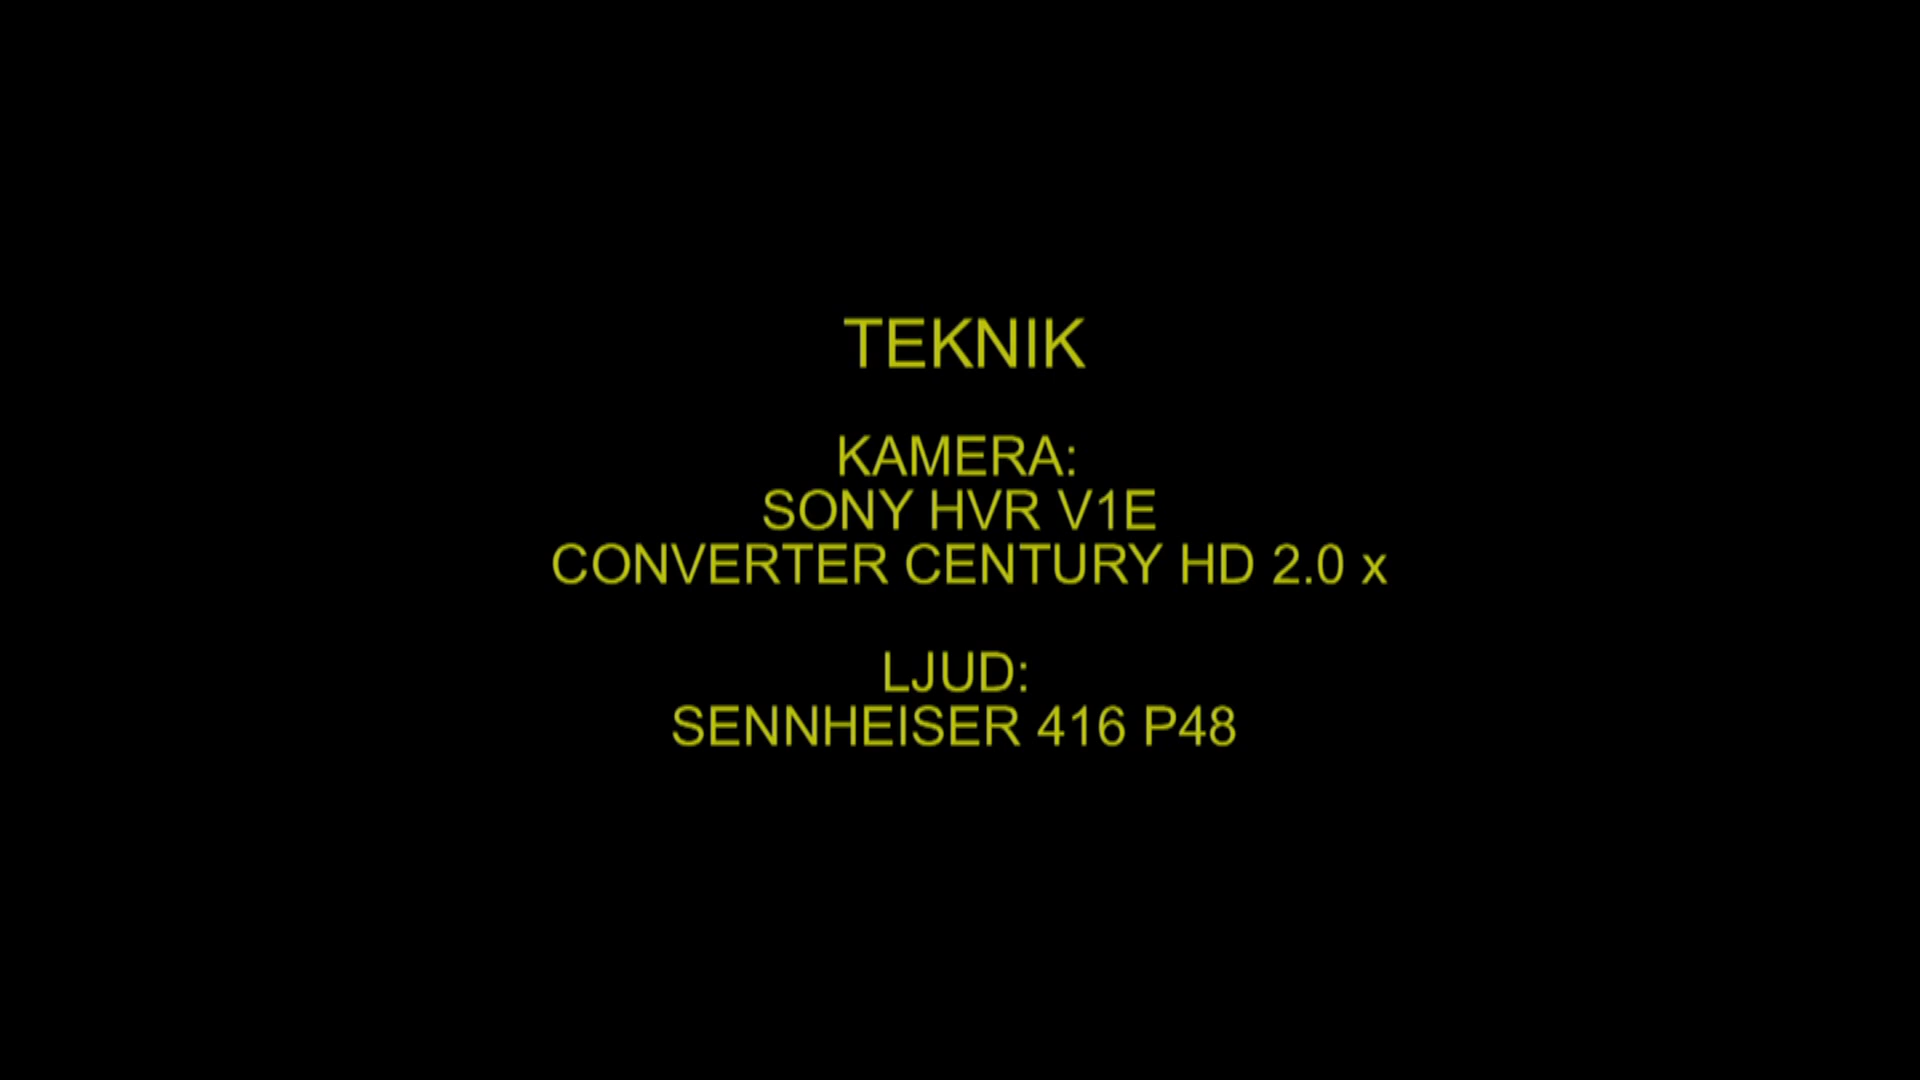 TEKNIK
KAMERA:
SONY HVR V1E
CONVERTER CENTURY HD 2.0 x
LJUD:
SENNHEISER 416 P48